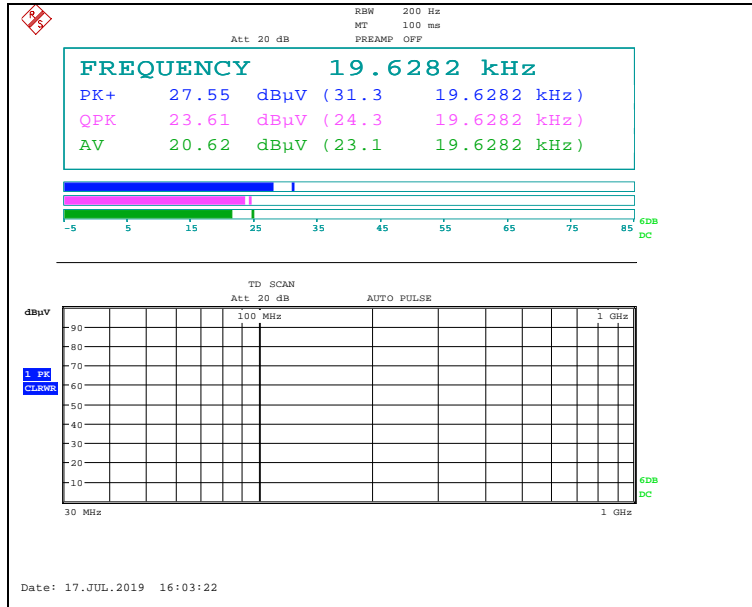 R S
RBW 200 Hz
MT 100 ms
Att 20 dB PREAMP OFF
FREQUENCY 19.6282 kHz
PK+ 27.55 dBµV (31.3 19.6282 kHz)
QPK 23.61 dBµV (24.3 19.6282 kHz)
AV 20.62 dBµV (23.1 19.6282 kHz)
6DB
-5 5 15 25 35 45 55 65 75 85
DC
TD SCAN
Att 20 dB AUTO PULSE
dBµV
100 MHz 1 GHz
90
80
70
1 PK
60
CLRWR
50
40
30
20
10
6DB
DC
30 MHz 1 GHz
Date: 17.JUL.2019 16:03:22